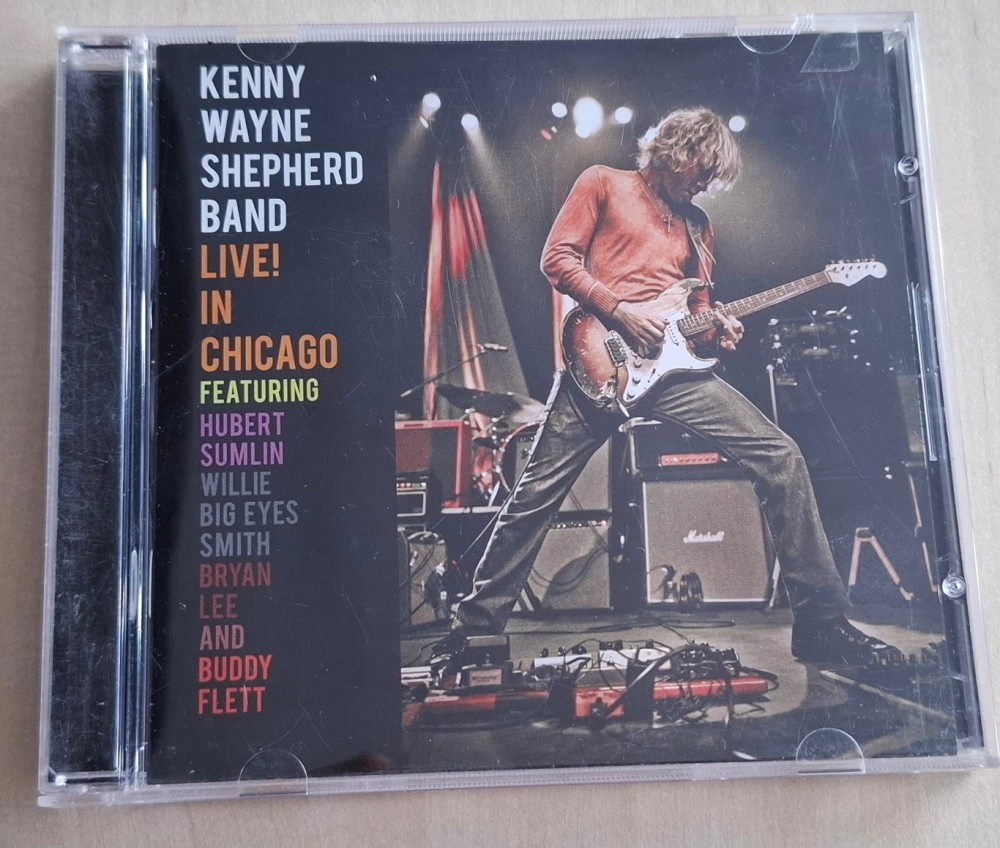 KENNY
WAYNE
SHEPHERD
BAND
LIVE!
IN
CHICAGO
FEATURING
HUBERT
SUMLIN
WILLIE
BIG EYES
SMITH
BRYAN
LEE
AND
BUDDY
FLETT
Marshall